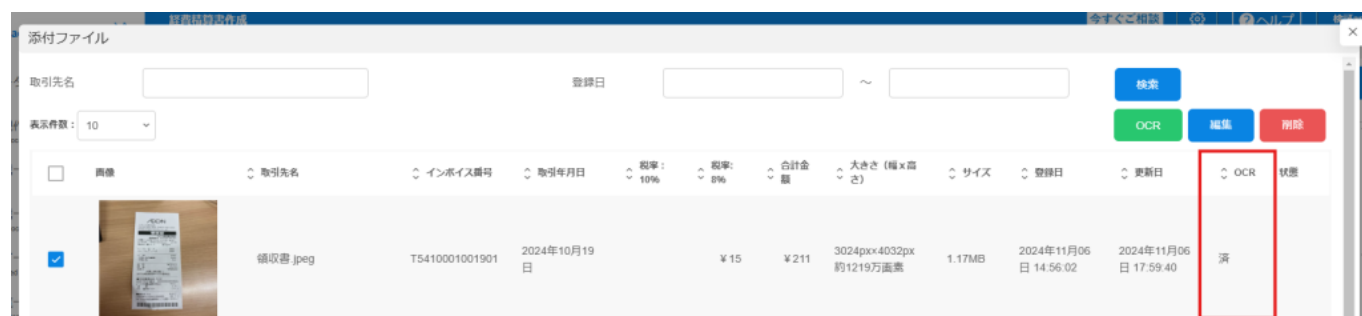 経費精算書作成 今すぐご相談 ヘルプ
添付ファイル
取引先名 登録日 ～ 検索
表示件数： 10 OCR 編集 削除
画像 取引先名 インボイス番号 取引年月日 税率： 10% 税率: 8% 合計金額 大きさ（幅x高さ） サイズ 登録日 更新日 OCR 状態
AEON
領収書.jpeg T5410001001901 2024年10月19日 ¥15 ¥211 3024px×4032px 約1219万画素 1.17MB 2024年11月06日 14:56:02 2024年11月06日 17:59:40 済